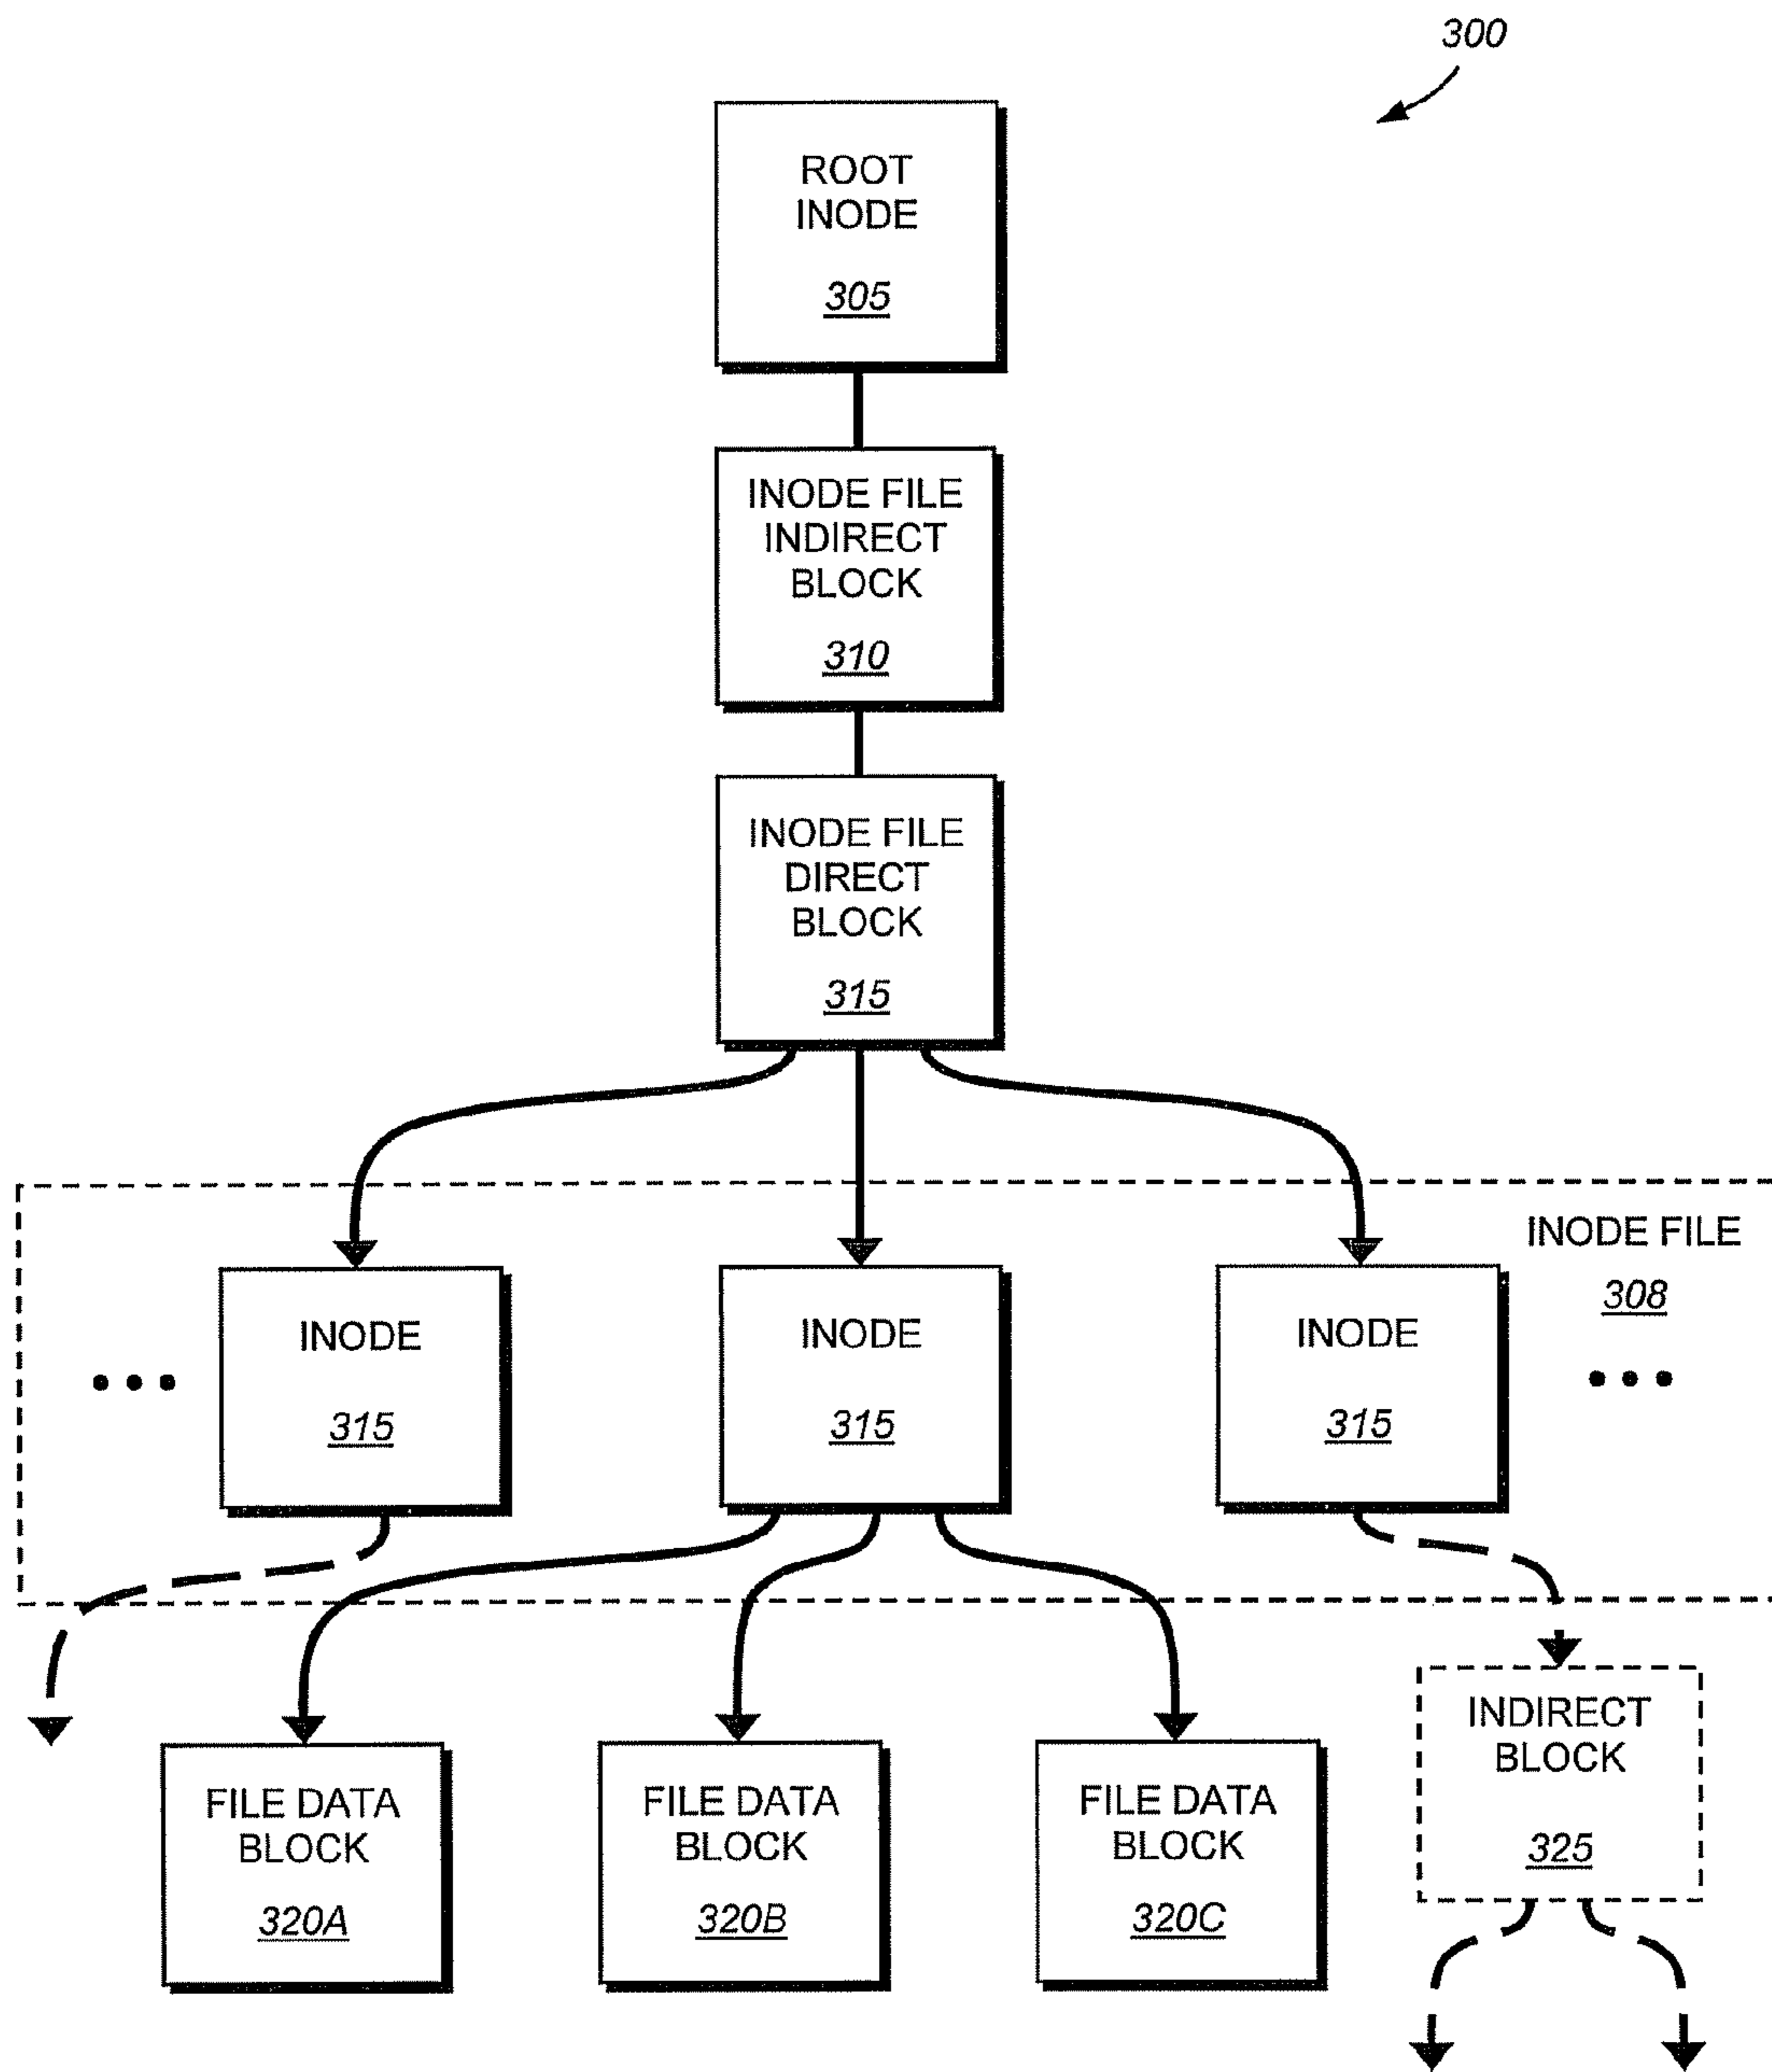 300
ROOT
INODE
305
INODE FILE
INDIRECT
BLOCK
310
INODE FILE
DIRECT
BLOCK
315
INODE FILE
308
INODE
315
INODE
315
INODE
315
FILE DATA
BLOCK
320A
FILE DATA
BLOCK
320B
FILE DATA
BLOCK
320C
INDIRECT
BLOCK
325